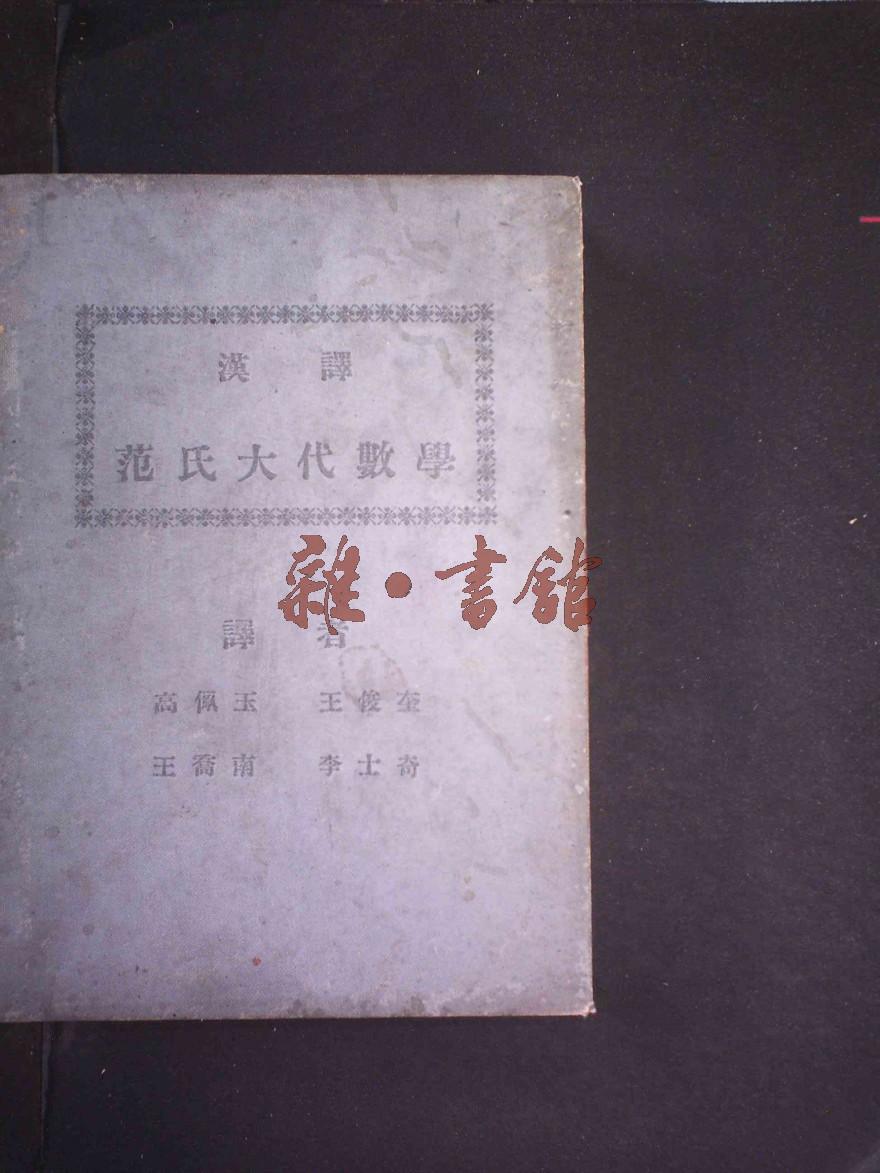 漢譯
范氏大代數學
雜·書館
譯者
高佩玉 王俊奎
王喬南 李士奇